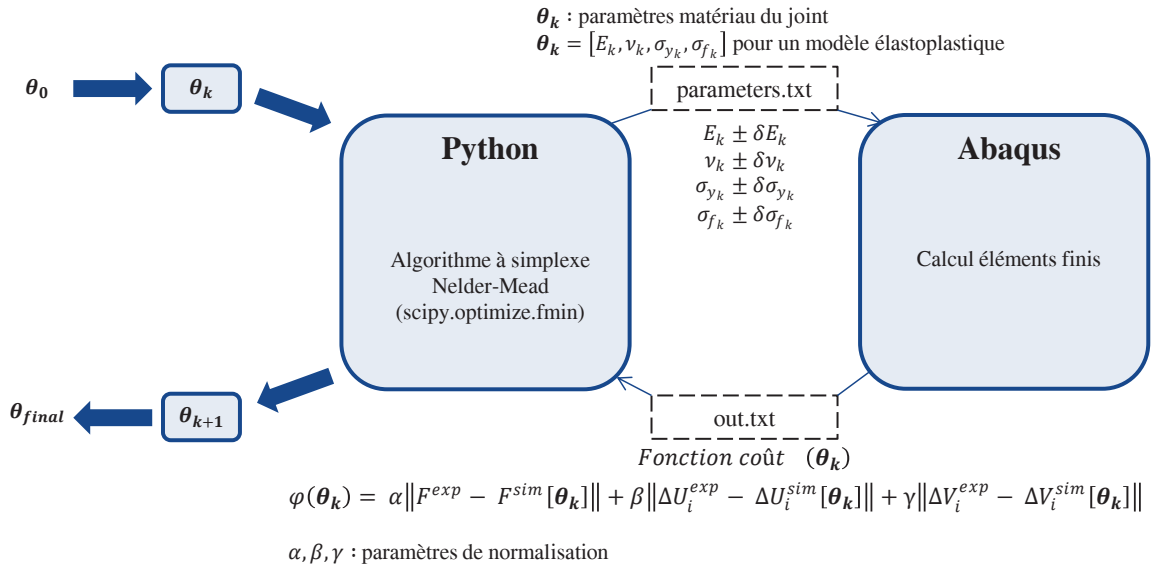 θ_k : paramètres matériau du joint
θ_k = [E_k, ν_k, σ_{y_k}, σ_{f_k}] pour un modèle élastoplastique
θ_0
θ_k
parameters.txt
Python
Abaqus
E_k ± δE_k
ν_k ± δν_k
σ_{y_k} ± δσ_{y_k}
σ_{f_k} ± δσ_{f_k}
Algorithme à simplexe
Nelder-Mead
(scipy.optimize.fmin)
Calcul éléments finis
θ_{final}
θ_{k+1}
out.txt
Fonction coût (θ_k)
φ(θ_k) = α‖F^{exp} − F^{sim}[θ_k]‖ + β‖ΔU_i^{exp} − ΔU_i^{sim}[θ_k]‖ + γ‖ΔV_i^{exp} − ΔV_i^{sim}[θ_k]‖
α, β, γ : paramètres de normalisation